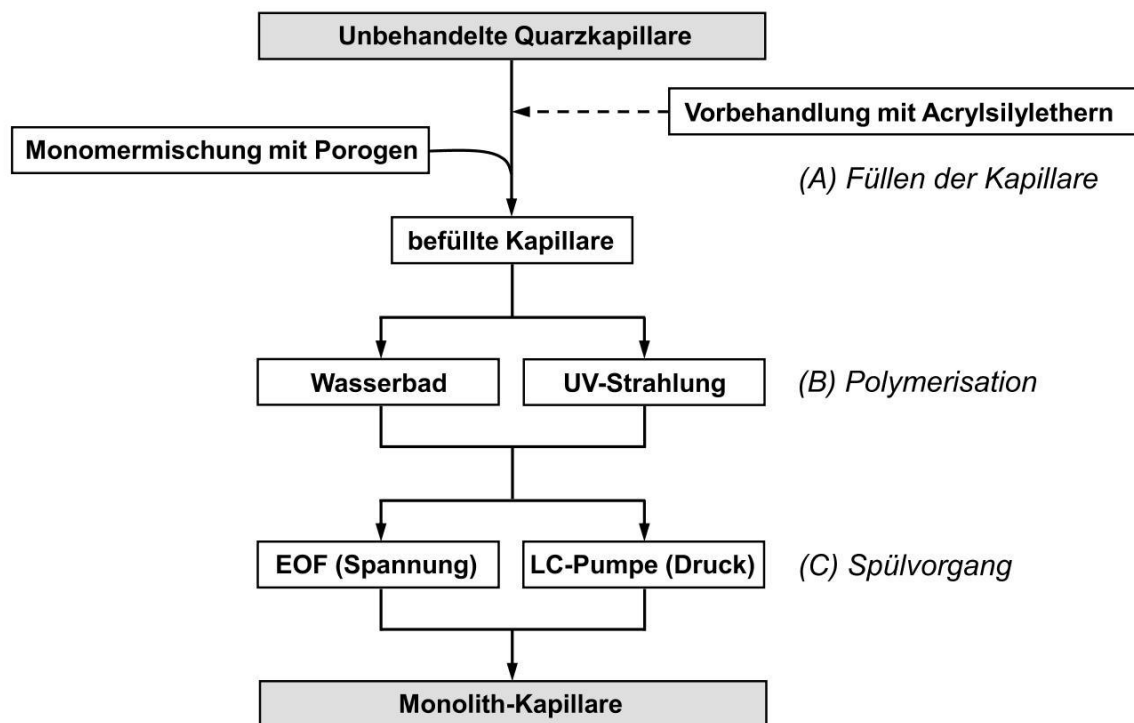 Unbehandelte Quarzkapillare
Vorbehandlung mit Acrylsilylethern
Monomermischung mit Porogen
(A) Füllen der Kapillare
befüllte Kapillare
Wasserbad
UV-Strahlung
(B) Polymerisation
EOF (Spannung)
LC-Pumpe (Druck)
(C) Spülvorgang
Monolith-Kapillare